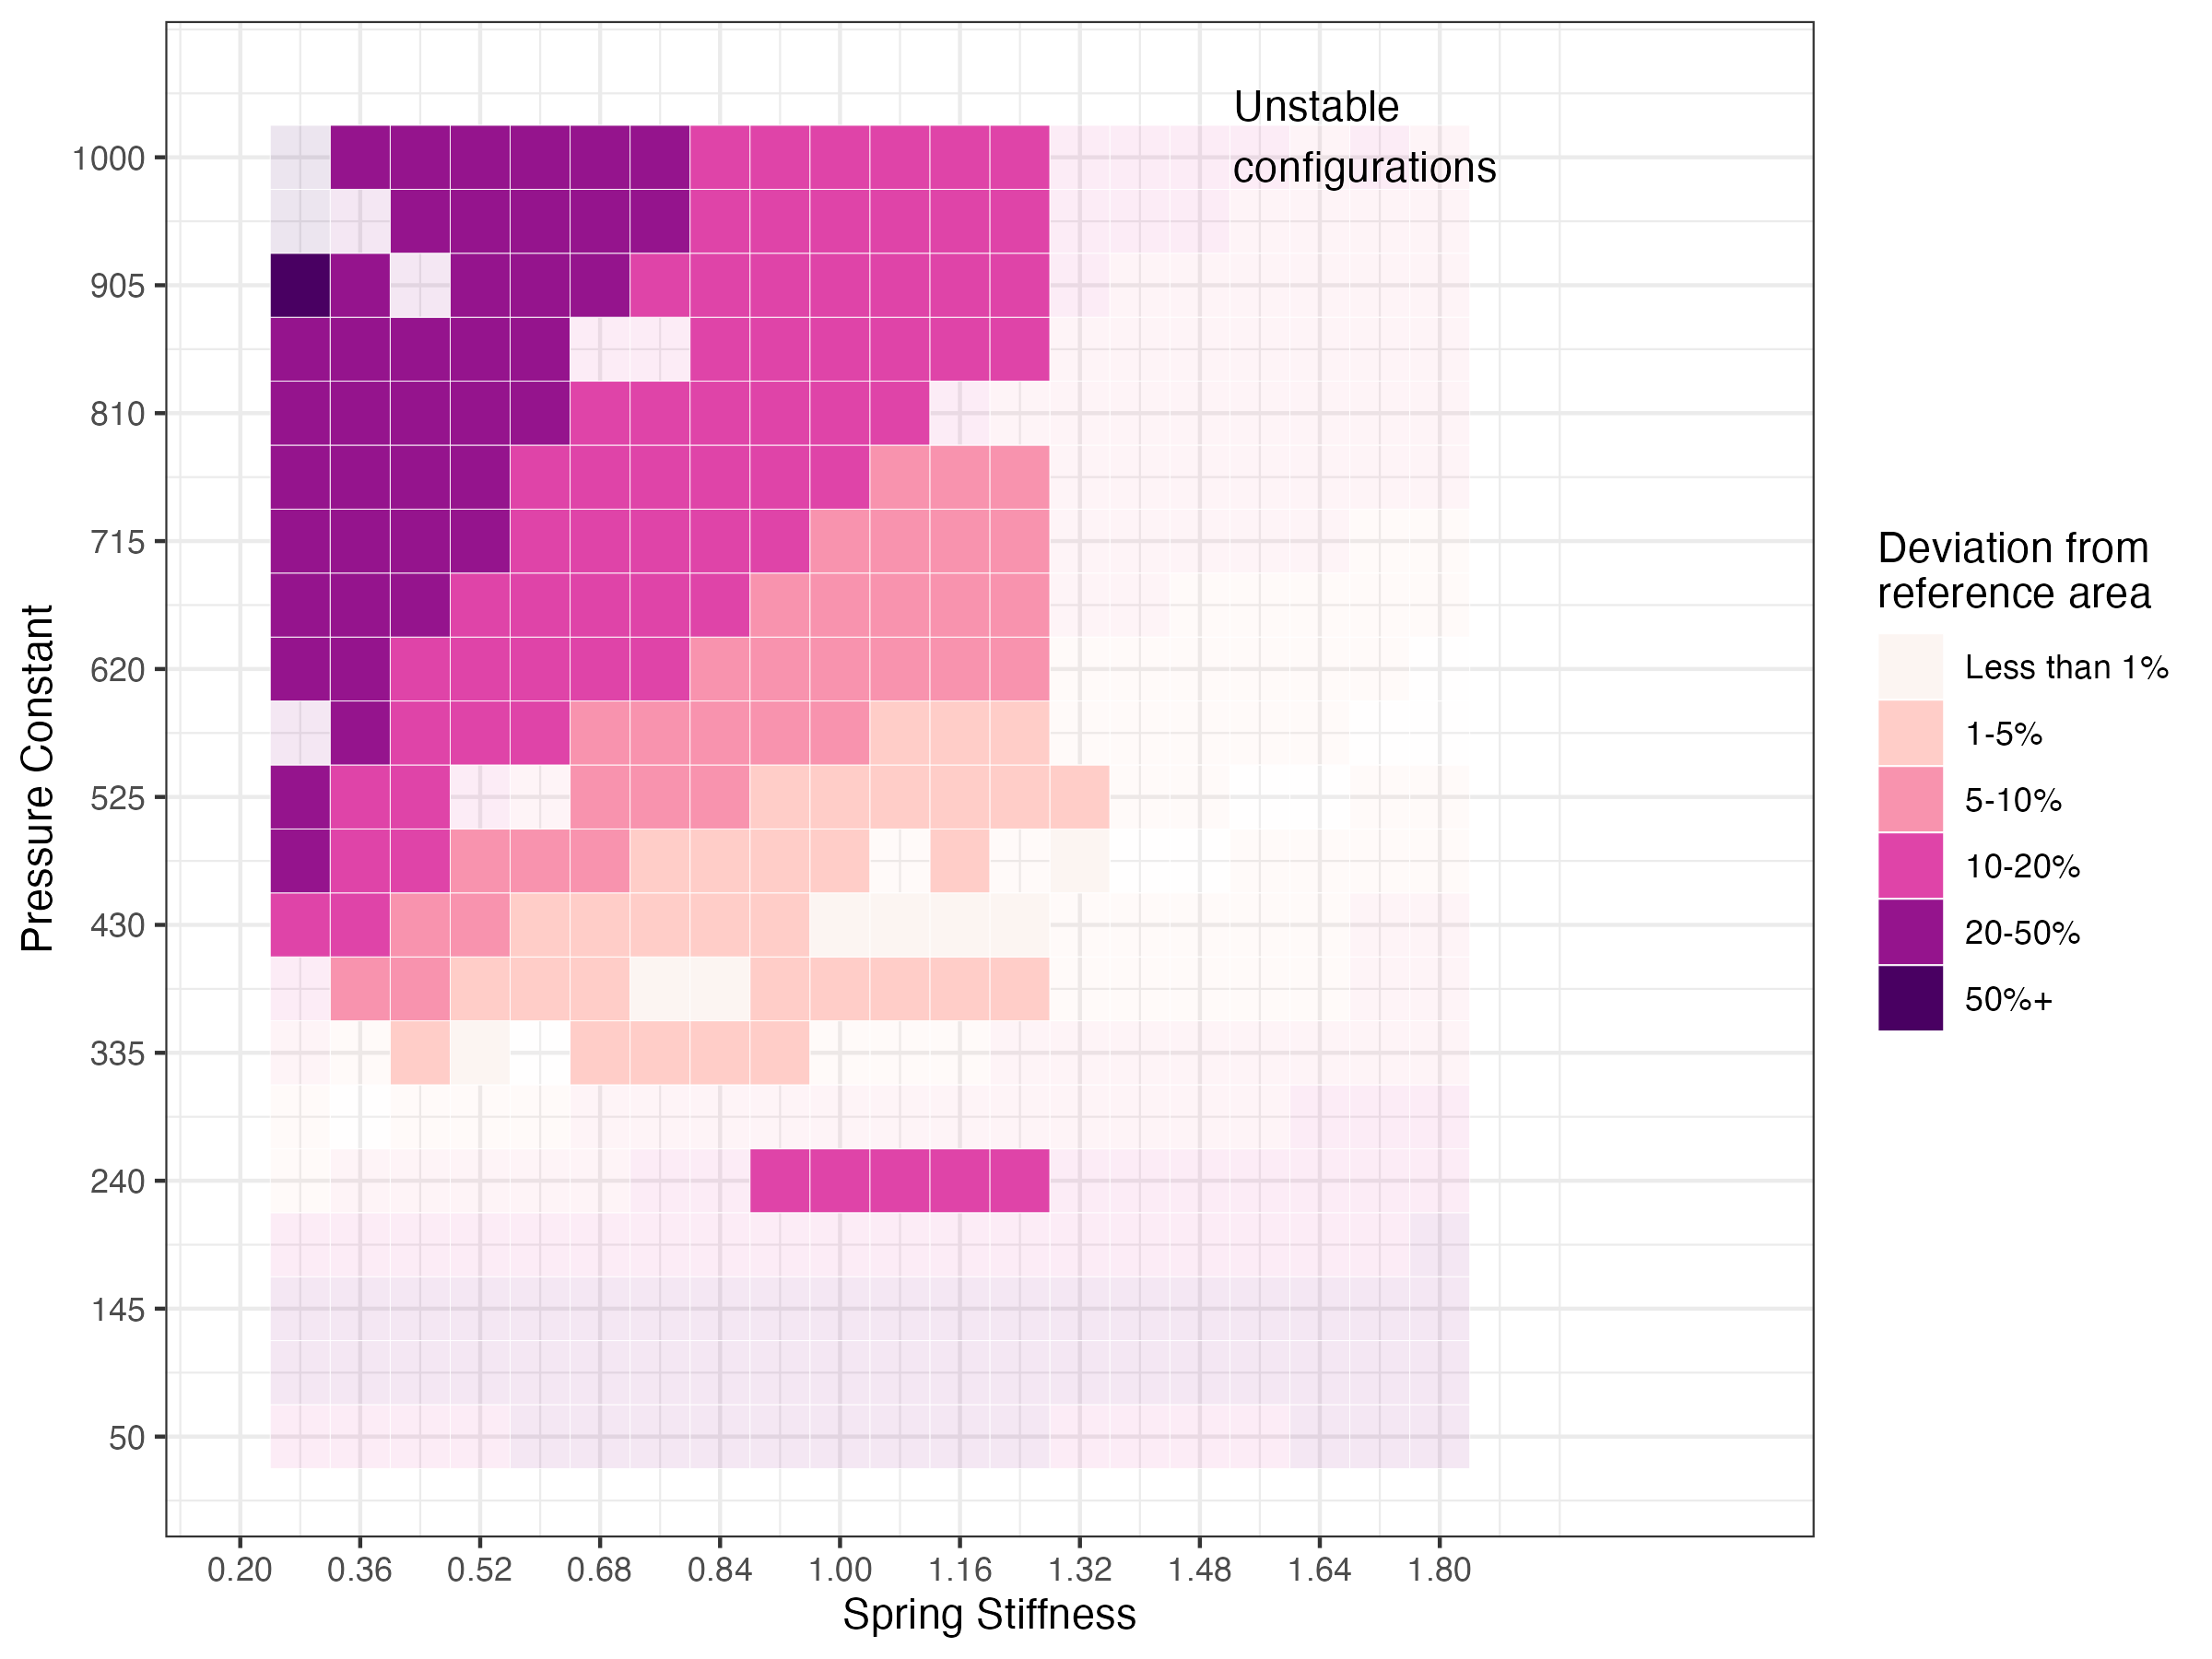 Unstable
configurations
1000
905
810
715
620
525
430
335
240
145
50
Pressure Constant
0.20 0.36 0.52 0.68 0.84 1.00 1.16 1.32 1.48 1.64 1.80
Spring Stiffness
Deviation from
reference area
Less than 1%
1-5%
5-10%
10-20%
20-50%
50%+